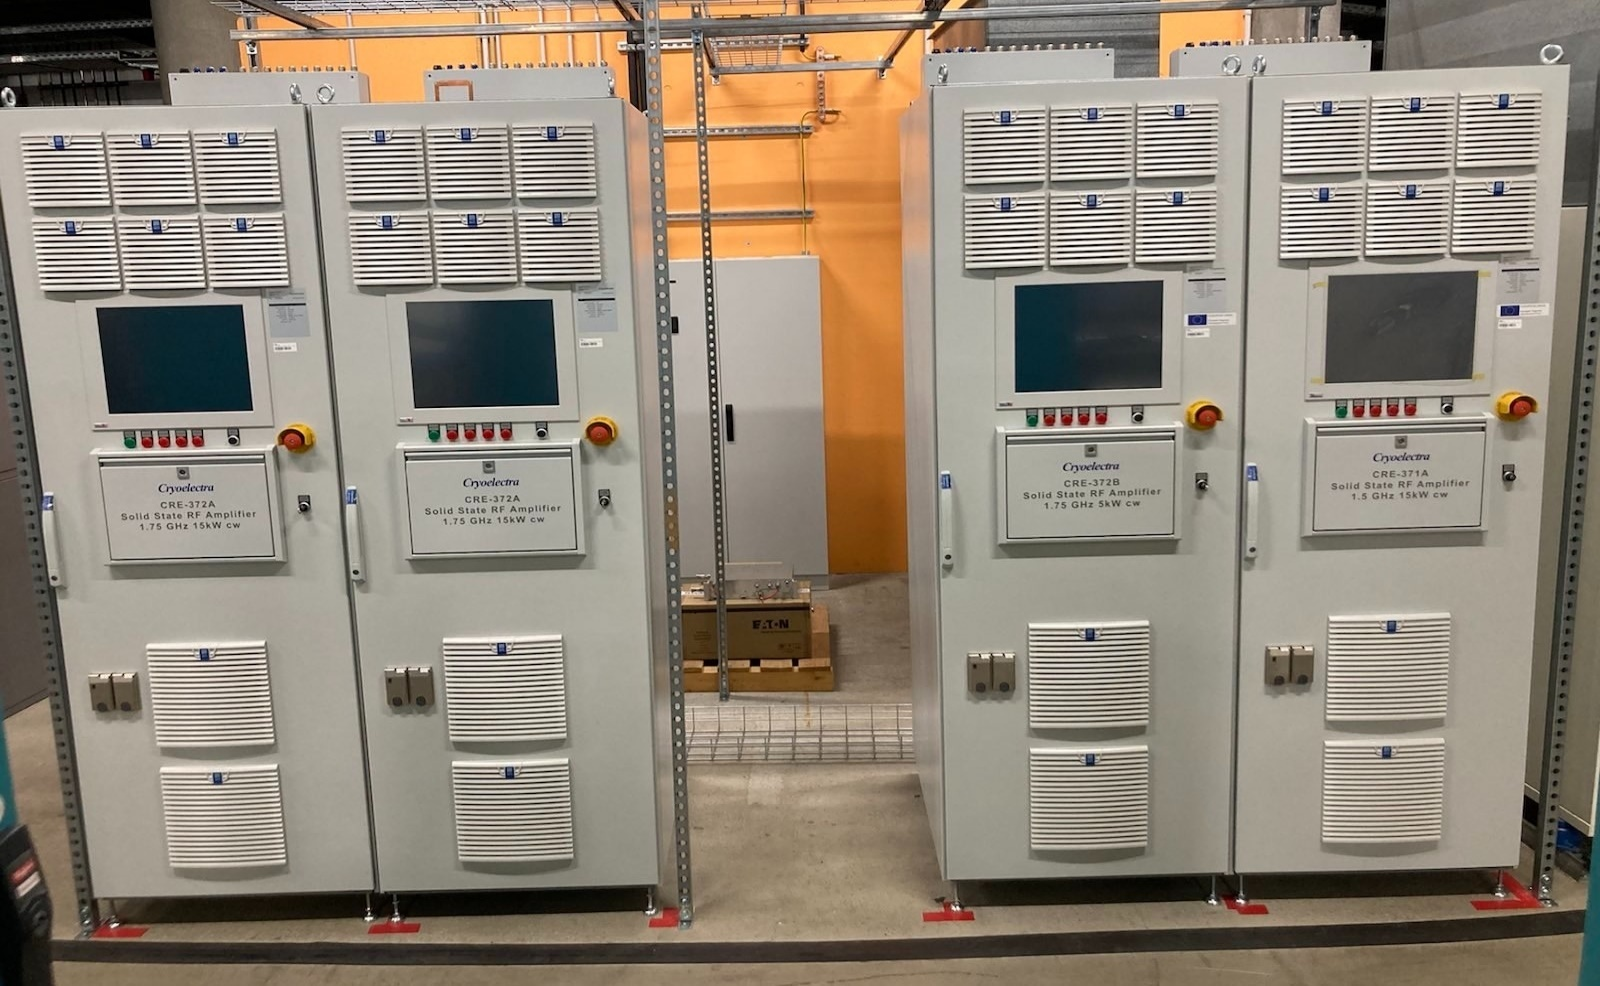 Cryoelectra
CRE-372A
Solid State RF Amplifier
1.75 GHz 15kW cw
Cryoelectra
CRE-372A
Solid State RF Amplifier
1.75 GHz 15kW cw
Cryoelectra
CRE-372B
Solid State RF Amplifier
1.75 GHz 5kW cw
Cryoelectra
CRE-371A
Solid State RF Amplifier
1.5 GHz 15kW cw
EATON